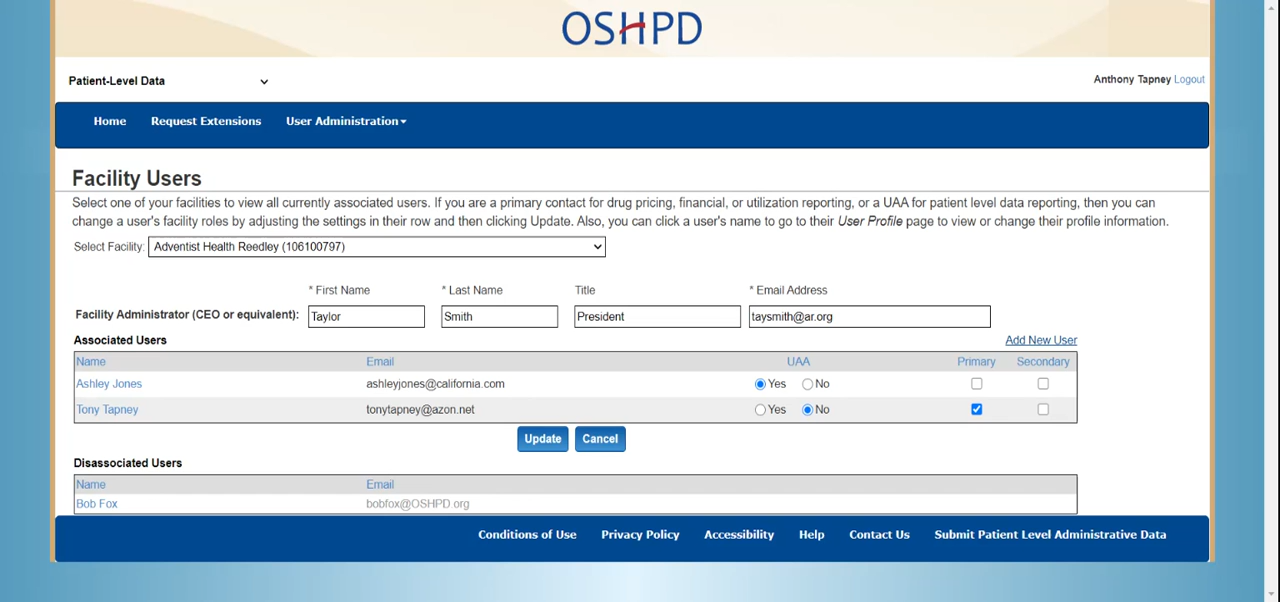 OSHPD
Patient-Level Data
Anthony Tapney Logout
Home Request Extensions User Administration
Facility Users
Select one of your facilities to view all currently associated users. If you are a primary contact for drug pricing, financial, or utilization reporting, or a UAA for patient level data reporting, then you can
change a user's facility roles by adjusting the settings in their row and then clicking Update. Also, you can click a user's name to go to their User Profile page to view or change their profile information.
Select Facility: Adventist Health Reedley (106100797)
* First Name * Last Name Title * Email Address
Facility Administrator (CEO or equivalent): Taylor Smith President taysmith@ar.org
Associated Users Add New User
Name Email UAA Primary Secondary
Ashley Jones ashleyjones@california.com Yes No
Tony Tapney tonytapney@azon.net Yes No
Update Cancel
Disassociated Users
Name Email
Bob Fox bobfox@OSHPD.org
Conditions of Use Privacy Policy Accessibility Help Contact Us Submit Patient Level Administrative Data